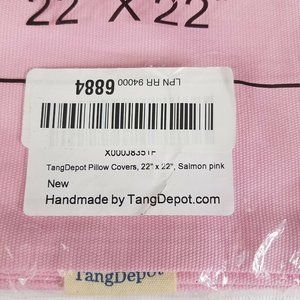 22" X 22"
LPN RR 94000
6884
X000J8351P
TangDepot Pillow Covers, 22" x 22", Salmon pink
New
Handmade by TangDepot.com
TangDepot